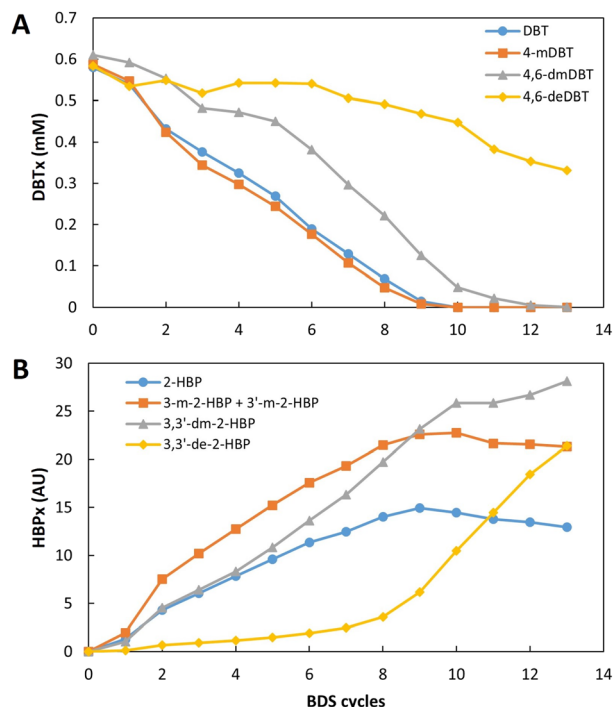 A
0.7
0.6
0.5
0.4
0.3
0.2
0.1
0
DBTx (mM)
DBT
4-mDBT
4,6-dmDBT
4,6-deDBT
0 2 4 6 8 10 12 14
B
30
25
20
15
10
5
0
HBPx (AU)
2-HBP
3-m-2-HBP + 3'-m-2-HBP
3,3'-dm-2-HBP
3,3'-de-2-HBP
0 2 4 6 8 10 12 14
BDS cycles